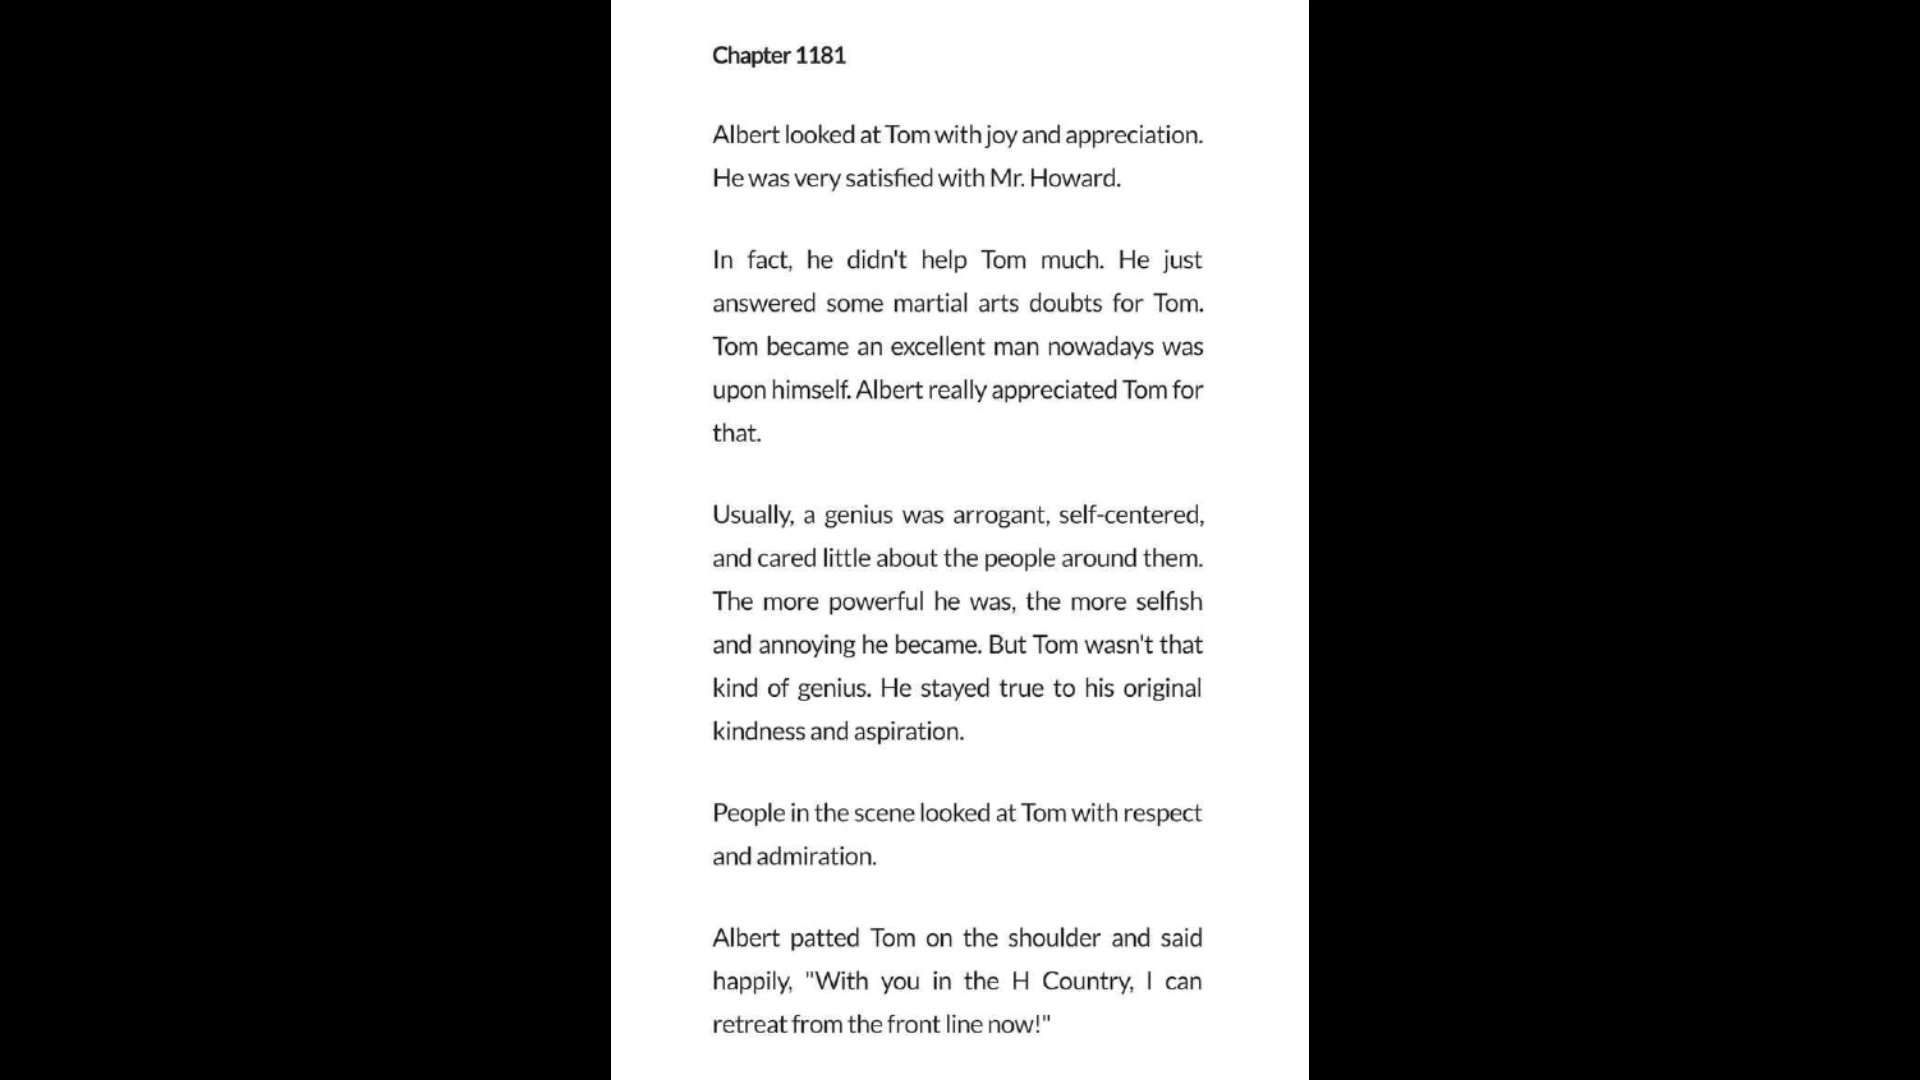 Chapter 1181
Albert looked at Tom with joy and appreciation.
He was very satisfied with Mr. Howard.
In fact, he didn't help Tom much. He just
answered some martial arts doubts for Tom.
Tom became an excellent man nowadays was
upon himself. Albert really appreciated Tom for
that.
Usually, a genius was arrogant, self-centered,
and cared little about the people around them.
The more powerful he was, the more selfish
and annoying he became. But Tom wasn't that
kind of genius. He stayed true to his original
kindness and aspiration.
People in the scene looked at Tom with respect
and admiration.
Albert patted Tom on the shoulder and said
happily, "With you in the H Country, I can
retreat from the front line now!"